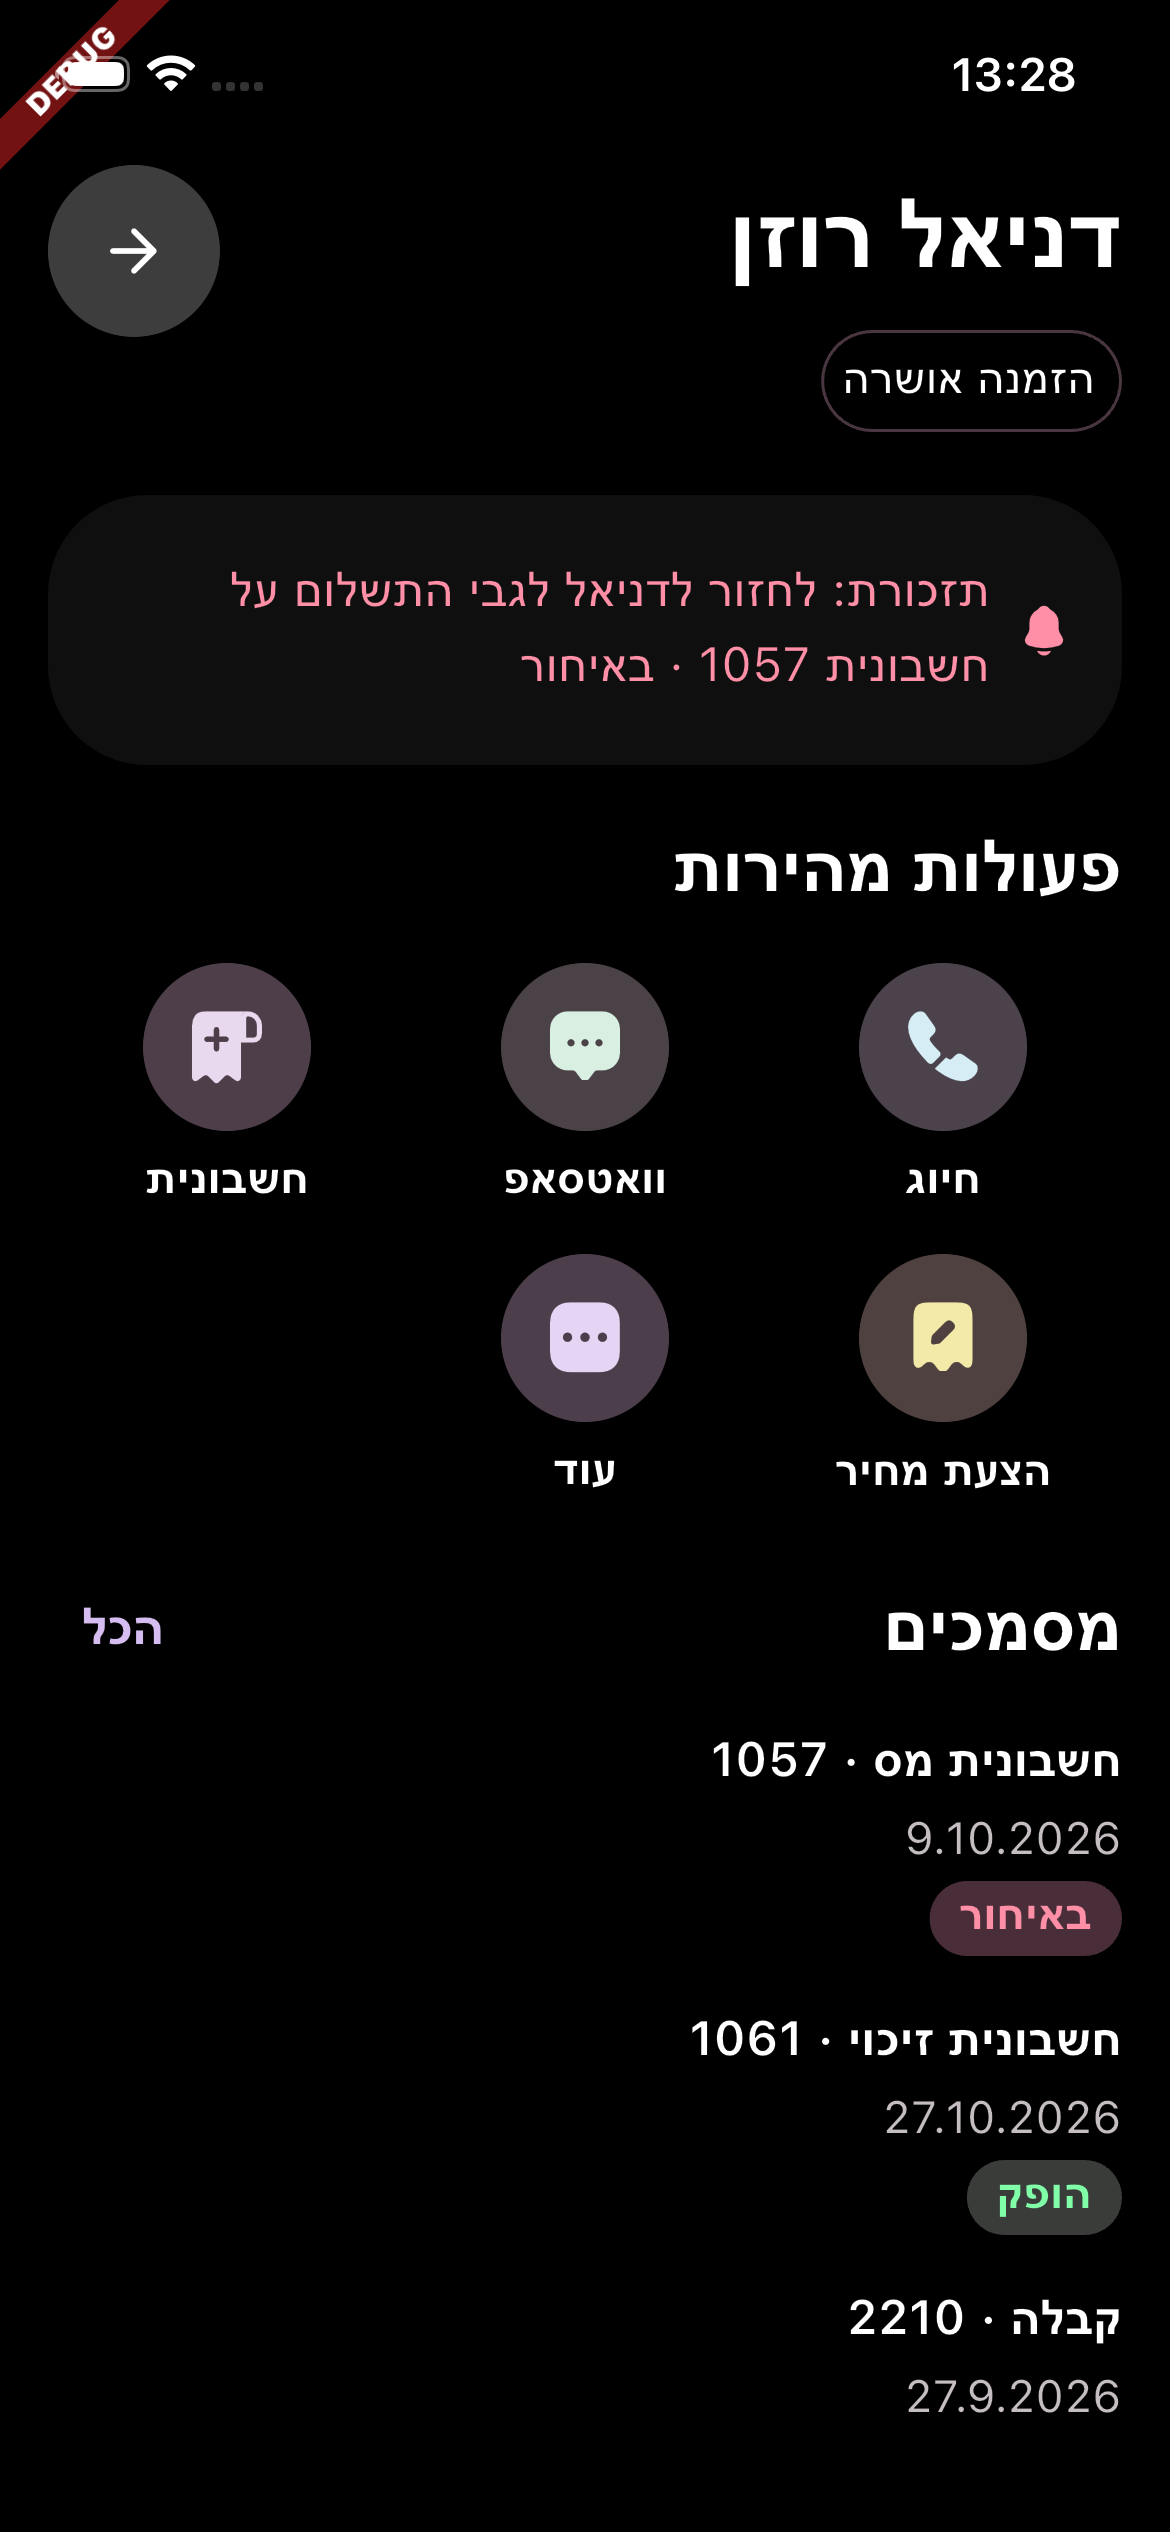 DEBUG
13:28
דניאל רוזן
הזמנה אושרה
תזכורת: לחזור לדניאל לגבי התשלום על
חשבונית 1057 · באיחור
פעולות מהירות
חיוג
וואטסאפ
חשבונית
הצעת מחיר
עוד
מסמכים
הכל
חשבונית מס · 1057
9.10.2026
באיחור
חשבונית זיכוי · 1061
27.10.2026
הופק
קבלה · 2210
27.9.2026